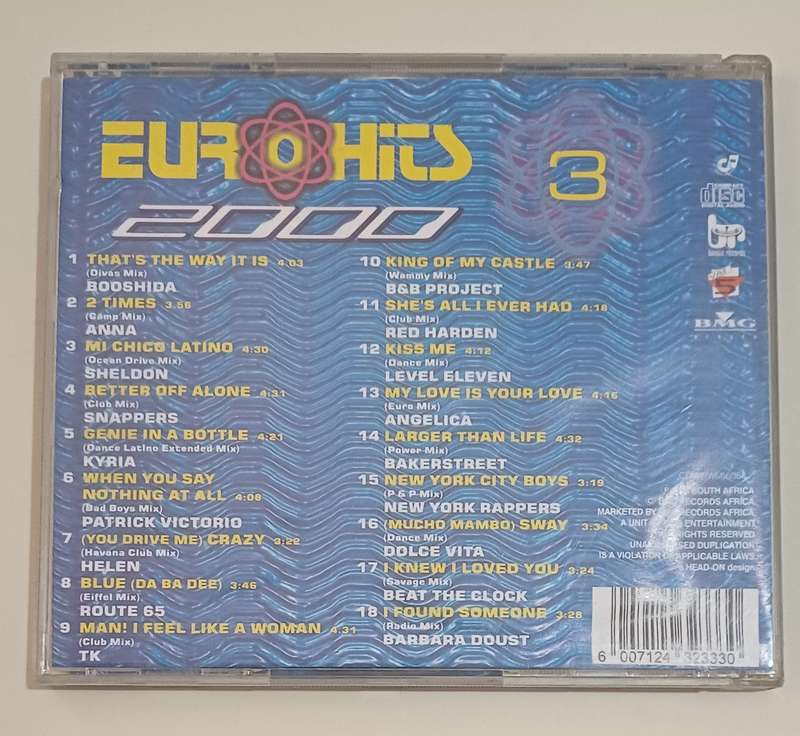 EUROHITS
2000
3
1 THAT'S THE WAY IT IS 4.03
(Divas Mix)
BOOSHIDA
2 2 TIMES 3.56
(Camp Mix)
ANNA
3 MI CHICO LATINO 4:30
(Ocean Drive Mix)
SHELDON
4 BETTER OFF ALONE 4.31
(Club Mix)
SNAPPERS
5 GENIE IN A BOTTLE 4:21
(Dance Latino Extended Mix)
KYRIA
6 WHEN YOU SAY
NOTHING AT ALL 4:08
(Bad Boys Mix)
PATRICK VICTORIO
7 (YOU DRIVE ME) CRAZY 3:22
(Havana Club Mix)
HELEN
8 BLUE (DA BA DEE) 3:46
(Eiffel Mix)
ROUTE 65
9 MAN! I FEEL LIKE A WOMAN 4.31
(Club Mix)
TK
10 KING OF MY CASTLE 3:47
(Wammy Mix)
B&B PROJECT
11 SHE'S ALL I EVER HAD 4:18
(Club Mix)
RED HARDEN
12 KISS ME 4:12
(Dance Mix)
LEVEL ELEVEN
13 MY LOVE IS YOUR LOVE 4:15
(Euro Mix)
ANGELICA
14 LARGER THAN LIFE 4:32
(Power Mix)
BAKERSTREET
15 NEW YORK CITY BOYS 3:19
(P & P Mix)
NEW YORK RAPPERS
16 (MUCHO MAMBO) SWAY 3:34
(Dance Mix)
DOLCE VITA
17 I KNEW I LOVED YOU 3:24
(Savage Mix)
BEAT THE CLOCK
18 I FOUND SOMEONE 3:28
(Radio Mix)
BARBARA DOUST
disc
5
BMG
SOUTH AFRICA
RECORDS AFRICA.
MARKETED BY RECORDS AFRICA.
A UNIT ENTERTAINMENT
RIGHTS RESERVED
DUPLICATION
IS A VIOLATION OF APPLICABLE LAWS.
HEAD-ON design
6 007124 323330